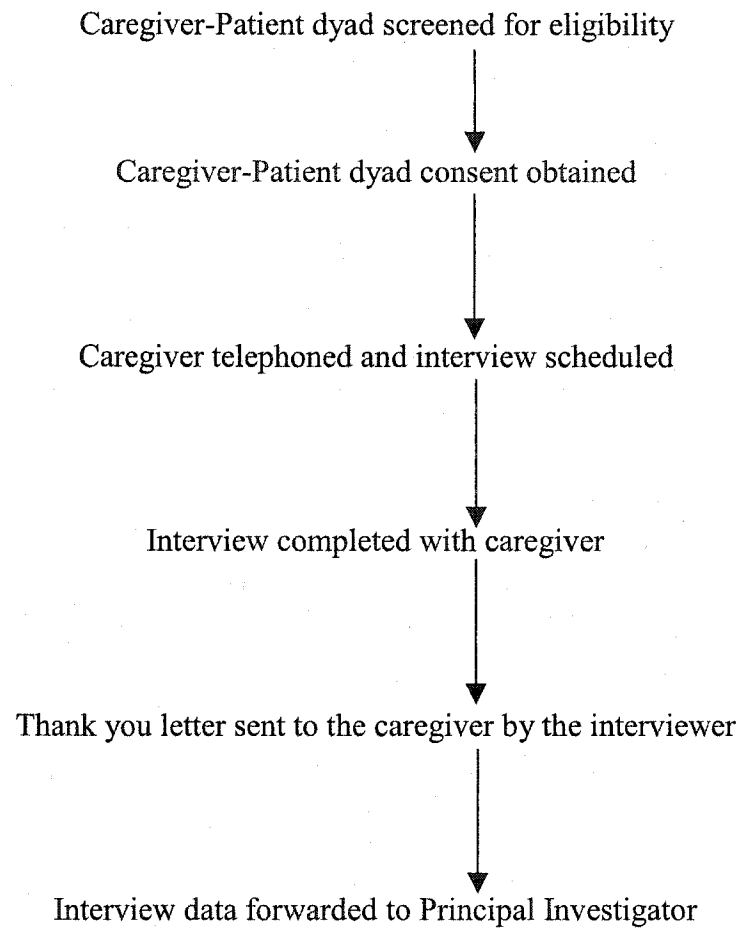 Caregiver-Patient dyad screened for eligibility
Caregiver-Patient dyad consent obtained
Caregiver telephoned and interview scheduled
Interview completed with caregiver
Thank you letter sent to the caregiver by the interviewer
Interview data forwarded to Principal Investigator